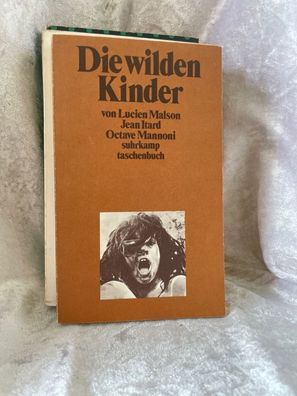 Die wilden
Kinder
von Lucien Malson
Jean Itard
Octave Mannoni
suhrkamp
taschenbuch